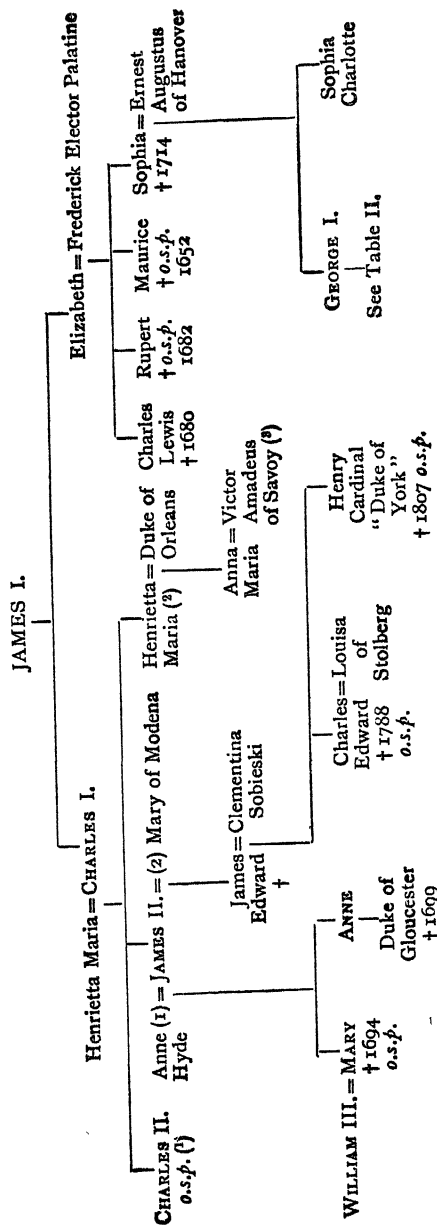 JAMES I.
Henrietta Maria=CHARLES I.
Elizabeth=Frederick Elector Palatine
CHARLES II.
o.s.p. (1)
Anne (1)=JAMES II.=(2) Mary of Modena
Hyde
Henrietta=Duke of
Maria (2) Orleans
Charles
Lewis
†1680
Rupert
†o.s.p.
1682
Maurice
†o.s.p.
1652
Sophia=Ernest
†1714 Augustus
of Hanover
James=Clementina
Edward Sobieski
†
Anna=Victor
Maria Amadeus
of Savoy (3)
WILLIAM III.=MARY
†1694
o.s.p.
ANNE
Duke of
Gloucester
†1699
Charles=Louisa
Edward of
†1788 Stolberg
o.s.p.
Henry
Cardinal
"Duke of
York"
†1807 o.s.p.
GEORGE I.
See Table II.
Sophia
Charlotte